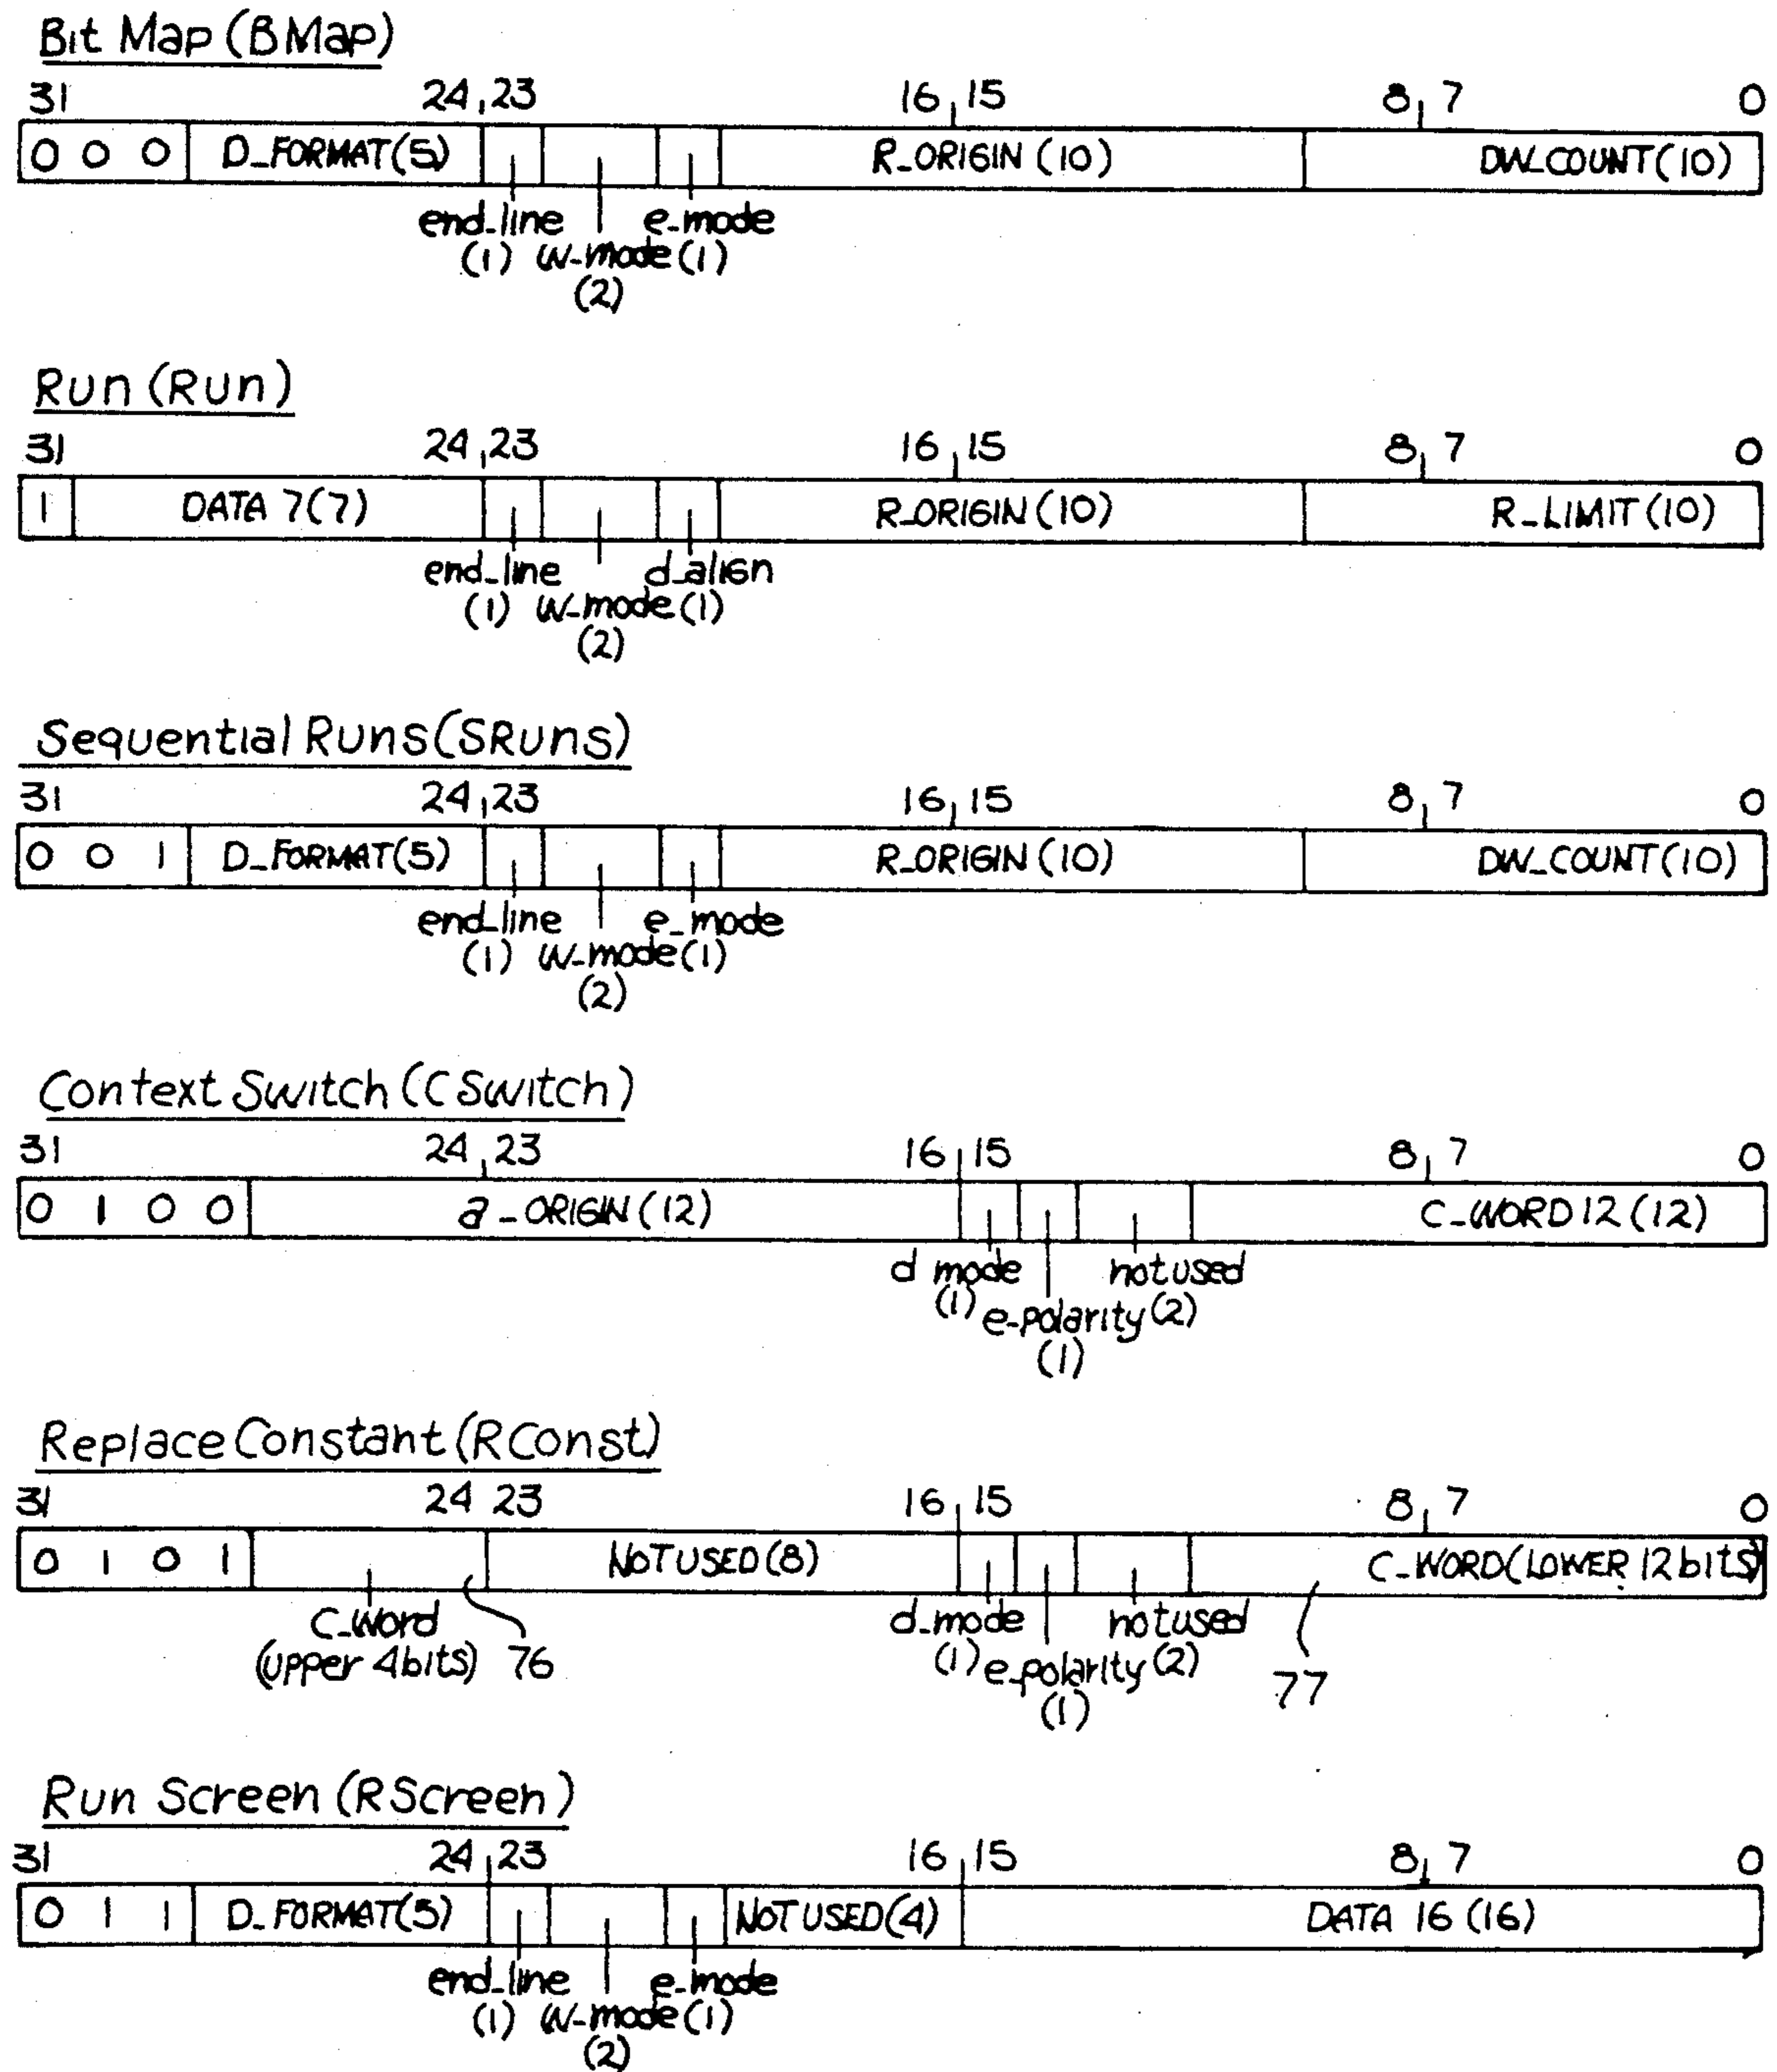 Bit Map (BMap)
31 24 23 16 15 8 7 0
0 0 0 D_FORMAT(5) R_ORIGIN (10) DW_COUNT(10)
end_line e-mode
(1) w-mode (1)
(2)
Run (Run)
31 24 23 16 15 8 7 0
1 DATA 7(7) R_ORIGIN (10) R_LIMIT (10)
end_line d_align
(1) w-mode (1)
(2)
Sequential Runs (SRuns)
31 24 23 16 15 8 7 0
0 0 1 D_FORMAT(5) R_ORIGIN (10) DW_COUNT(10)
end_line e_mode
(1) w-mode (1)
(2)
Context Switch (CSwitch)
31 24 23 16 15 8 7 0
0 1 0 0 a_ORIGIN (12) C_WORD 12 (12)
d mode not used
(1) e-polarity (2)
(1)
Replace Constant (RConst)
31 24 23 16 15 8 7 0
0 1 0 1 NOT USED (8) C_WORD(LOWER 12 bits)
C_word d_mode not used
(upper 4 bits) 76 (1) e-polarity (2) 77
(1)
Run Screen (RScreen)
31 24 23 16 15 8 7 0
0 1 1 D_FORMAT(5) NOT USED(4) DATA 16 (16)
end_line e-mode
(1) w-mode (1)
(2)